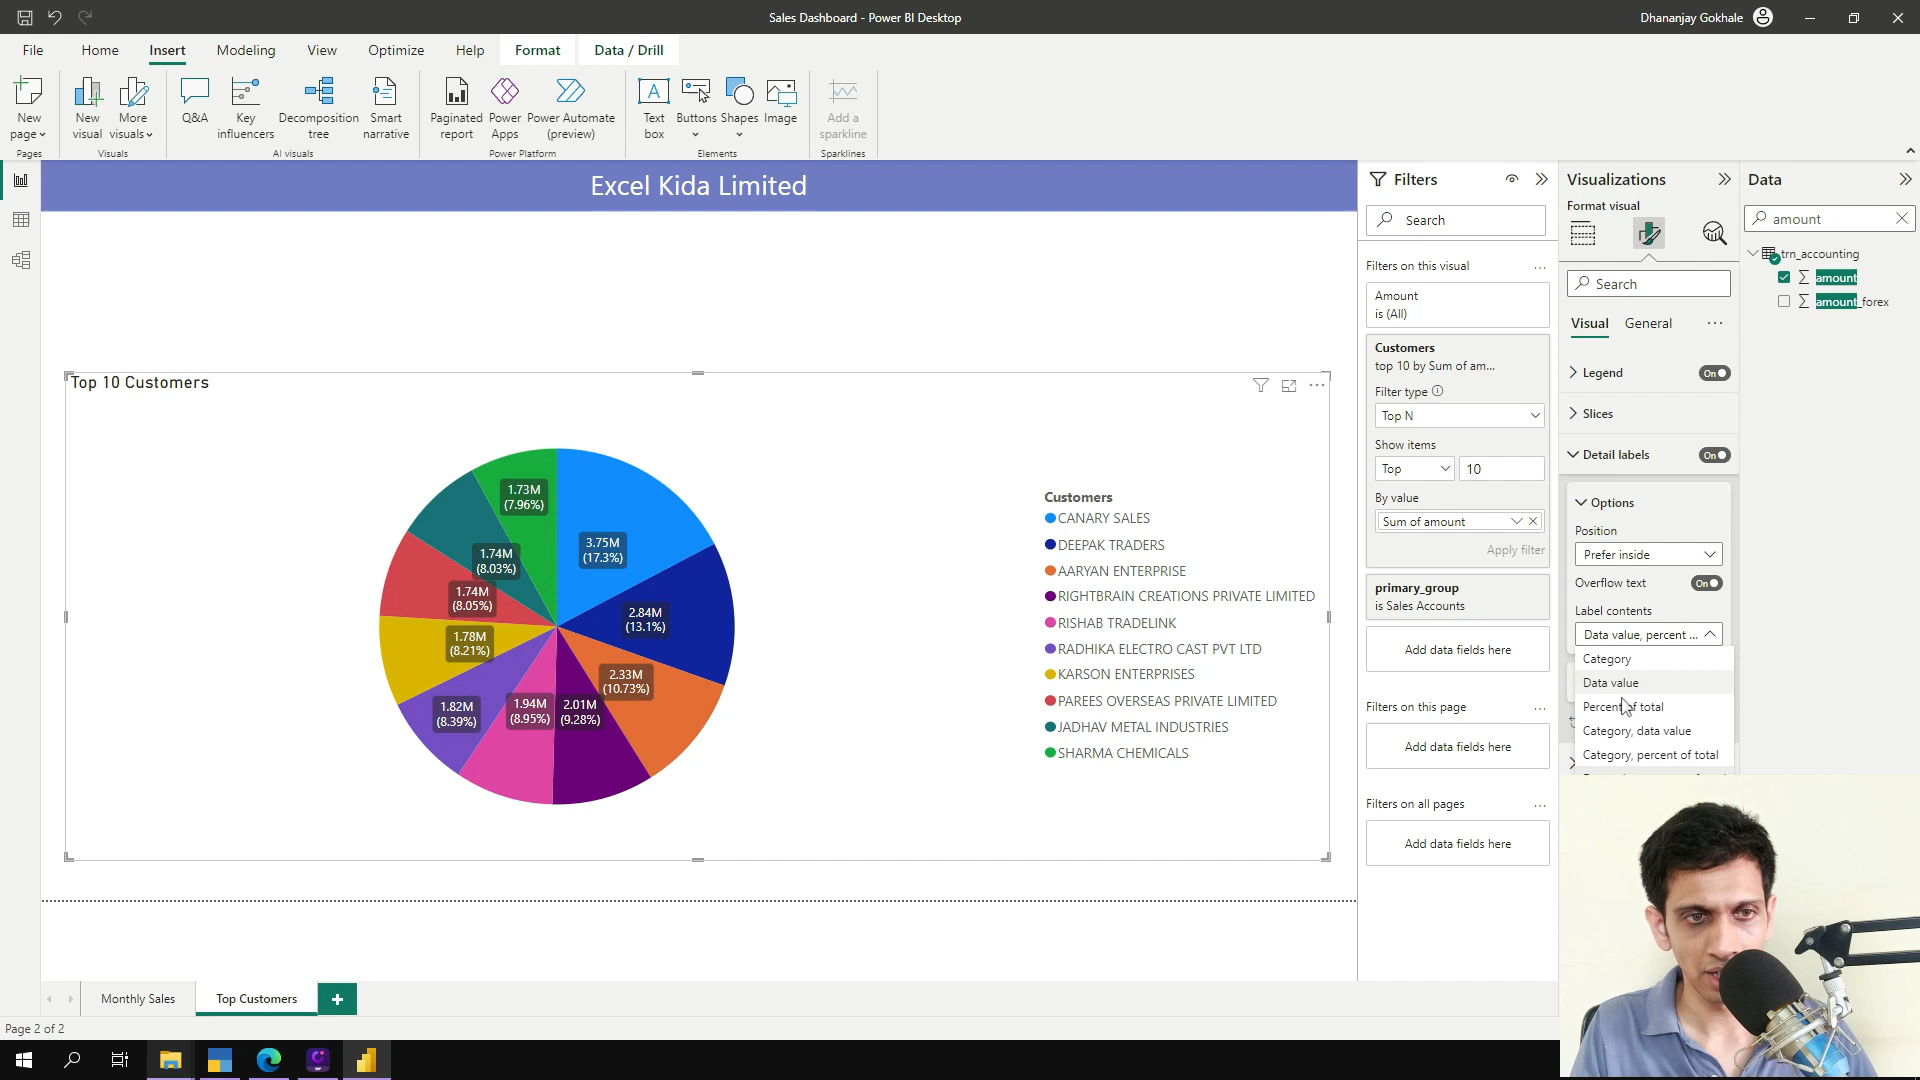 Sales Dashboard - Power BI Desktop
Dhananjay Gokhale
File
Home
Insert
Modeling
View
Optimize
Help
Format
Data / Drill
New page
New visual
More visuals
Q&A
Key influencers
Decomposition tree
Smart narrative
Paginated report
Power Apps
Power Automate (preview)
A
Text box
Buttons
Shapes
Image
Add a sparkline
Pages
Visuals
AI visuals
Power Platform
Elements
Sparklines
Excel Kida Limited
Top 10 Customers
1.73M
(7.96%)
3.75M
(17.3%)
1.74M
(8.03%)
1.74M
(8.05%)
2.84M
(13.1%)
1.78M
(8.21%)
2.33M
(10.73%)
1.82M
(8.39%)
1.94M
(8.95%)
2.01M
(9.28%)
Customers
CANARY SALES
DEEPAK TRADERS
AARYAN ENTERPRISE
RIGHTBRAIN CREATIONS PRIVATE LIMITED
RISHAB TRADELINK
RADHIKA ELECTRO CAST PVT LTD
KARSON ENTERPRISES
PAREES OVERSEAS PRIVATE LIMITED
JADHAV METAL INDUSTRIES
SHARMA CHEMICALS
Filters
Search
Filters on this visual
Amount
is (All)
Customers
top 10 by Sum of am...
Filter type
Top N
Show items
Top
10
By value
Sum of amount
Apply filter
primary_group
is Sales Accounts
Add data fields here
Filters on this page
Add data fields here
Filters on all pages
Add data fields here
Visualizations
Format visual
Search
Visual
General
Legend
On
Slices
Detail labels
On
Options
Position
Prefer inside
Overflow text
On
Label contents
Data value, percent ...
Category
Data value
Percent of total
Category, data value
Category, percent of total
Data
amount
trn_accounting
amount
amount_forex
Monthly Sales
Top Customers
Page 2 of 2